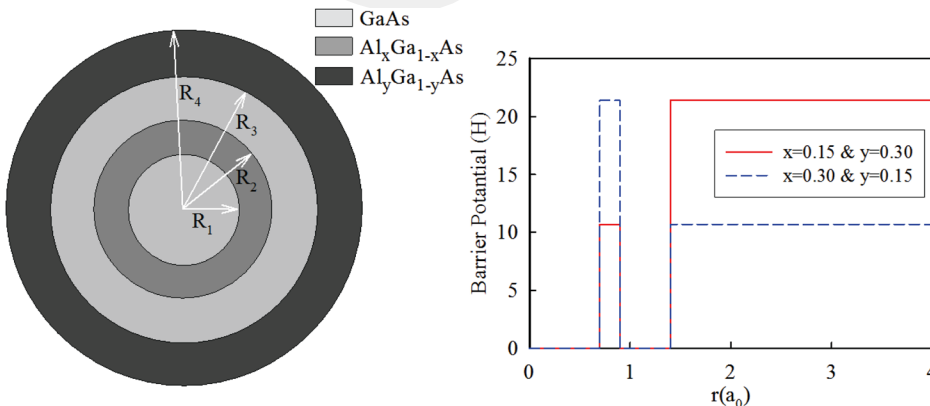 GaAs
AlxGa1-xAs
AlyGa1-yAs
R4
R3
R2
R1
25
20
15
10
5
0
Barrier Potantial (H)
x=0.15 & y=0.30
x=0.30 & y=0.15
0
1
2
3
4
r(a0)